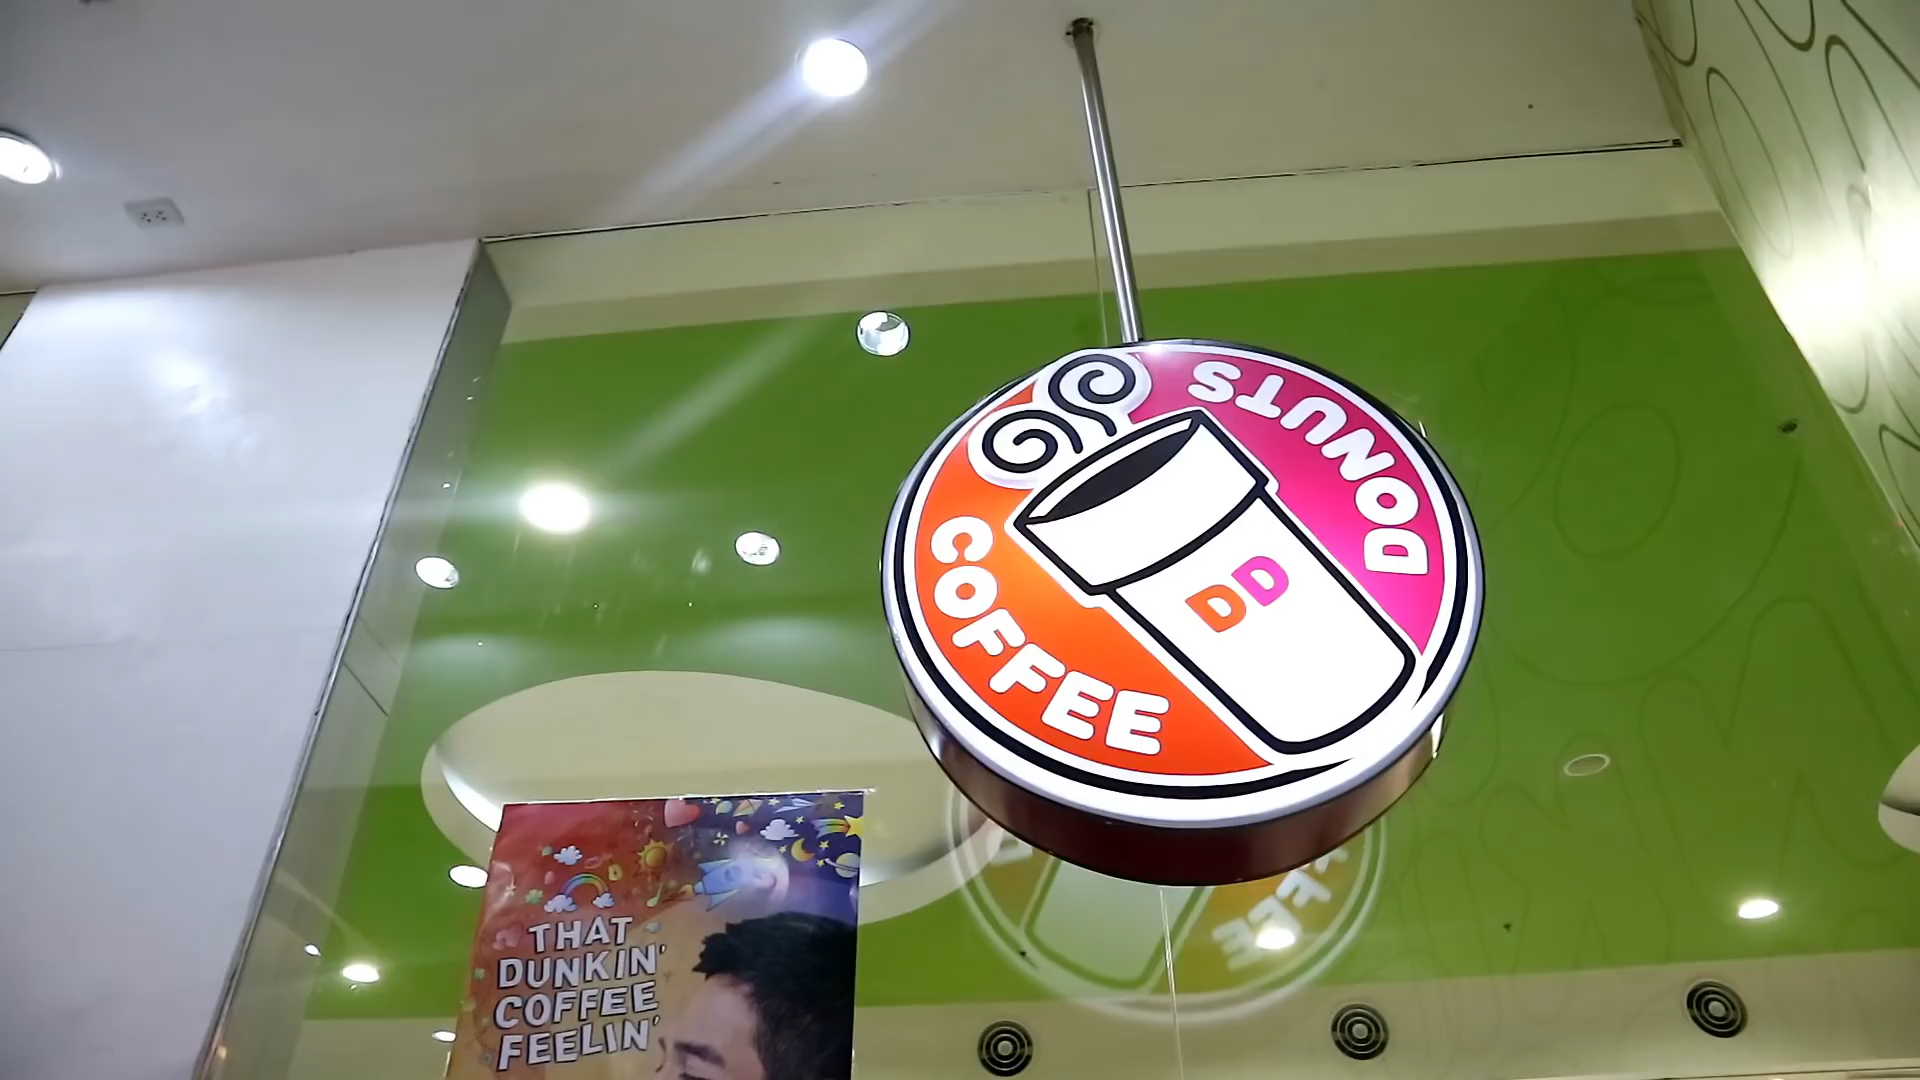 DONUTS
DD
COFFEE
THAT
DUNKIN'
COFFEE
FEELIN'